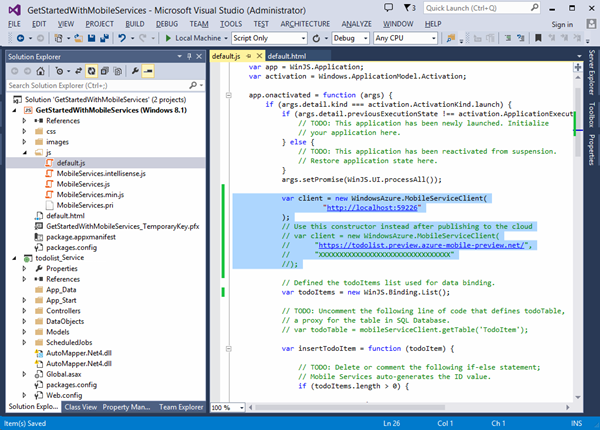 GetStartedWithMobileServices - Microsoft Visual Studio (Administrator)
3
Quick Launch (Ctrl+Q)
FILE EDIT VIEW PROJECT BUILD DEBUG TEAM SQL TOOLS TEST ARCHITECTURE ANALYZE WINDOW HELP
Sign in
Local Machine Script Only Debug Any CPU
Solution Explorer
Search Solution Explorer (Ctrl+;)
Solution 'GetStartedWithMobileServices' (2 projects)
GetStartedWithMobileServices (Windows 8.1)
References
css
images
js
default.js
MobileServices.intellisense.js
MobileServices.js
MobileServices.min.js
MobileServices.pri
default.html
GetStartedWithMobileServices_TemporaryKey.pfx
package.appxmanifest
packages.config
todolist_Service
Properties
References
App_Data
App_Start
Controllers
DataObjects
Models
ScheduledJobs
AutoMapper.Net4.dll
AutoMapper.Net4.dll
Global.asax
packages.config
Web.config
Solution Explo... Class View Property Man... Team Explorer
default.js default.html
var app = WinJS.Application;
var activation = Windows.ApplicationModel.Activation;
app.onactivated = function (args) {
if (args.detail.kind === activation.ActivationKind.launch) {
if (args.detail.previousExecutionState !== activation.ApplicationExecut
// TODO: This application has been newly launched. Initialize
// your application here.
} else {
// TODO: This application has been reactivated from suspension.
// Restore application state here.
}
args.setPromise(WinJS.UI.processAll());
var client = new WindowsAzure.MobileServiceClient(
"http://localhost:59226"
);
// Use this constructor instead after publishing to the cloud
// var client = new WindowsAzure.MobileServiceClient(
// "https://todolist.preview.azure-mobile-preview.net/",
// "XXXXXXXXXXXXXXXXXXXXXXXXXXXXXXXX"
//);
// Defined the todoItems list used for data binding.
var todoItems = new WinJS.Binding.List();
// TODO: Uncomment the following line of code that defines todoTable,
// a proxy for the table in SQL Database.
// var todoTable = mobileServiceClient.getTable('TodoItem');
var insertTodoItem = function (todoItem) {
// TODO: Delete or comment the following if-else statement;
// Mobile Services auto-generates the ID value.
if (todoItems.length > 0) {
100 %
Server Explorer
Toolbox
Properties
Item(s) Saved Ln 26 Col 1 Ch 1 INS